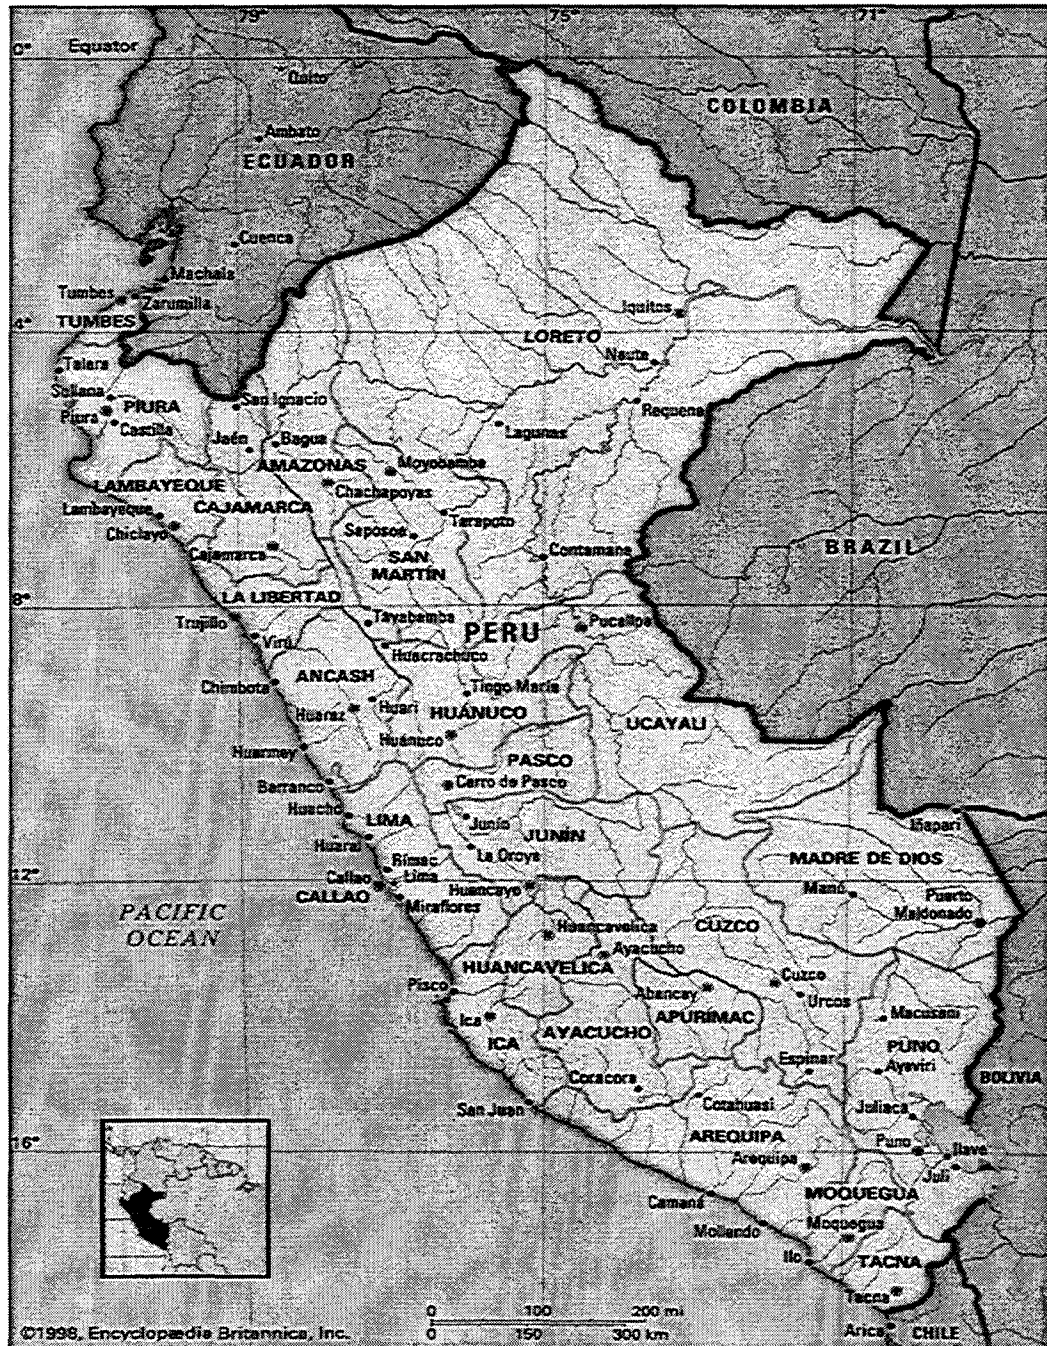 79°
75°
71°
0°
Equator
Quito
COLOMBIA
Ambato
ECUADOR
Cuenca
Machala
Tumbes
Zarumilla
TUMBES
Iquitos
4°
LORETO
Nauta
Talara
Sullana
San Ignacio
Requena
PIURA
Piura
Castilla
Lagunas
Jaén
Bagua
AMAZONAS
Moyobamba
LAMBAYEQUE
Chachapoyas
CAJAMARCA
Lambayeque
Tarapoto
Chiclayo
Saposoa
Cajamarca
SAN
MARTÍN
Contamana
BRAZIL
LA LIBERTAD
8°
Trujillo
Tayabamba
PERU
Pucallpa
Virú
Huacrachuco
ANCASH
Chimbote
Tingo María
Huari
Huaraz
HUÁNUCO
UCAYALI
Huánuco
Huarmey
PASCO
Barranco
Cerro de Pasco
Huacho
LIMA
Junín
JUNÍN
Iñapari
Huaral
La Oroya
MADRE DE DIOS
Rímac
Lima
12°
Callao
Huancayo
Manú
Puerto
Maldonado
CALLAO
Miraflores
PACIFIC
OCEAN
Huancavelica
CUZCO
Ayacucho
HUANCAVELICA
Cuzco
Pisco
Abancay
Urcos
Ica
APURIMAC
Macusani
ICA
AYACUCHO
PUNO
Espinar
Ayaviri
BOLIVIA
Coracora
San Juan
Cotahuasi
Juliaca
16°
AREQUIPA
Puno
Ilave
Arequipa
Juli
Camaná
MOQUEGUA
Mollendo
Moquegua
Ilo
TACNA
Tacna
0 100 200 mi
0 150 300 km
©1998, Encyclopædia Britannica, Inc.
Arica
CHILE